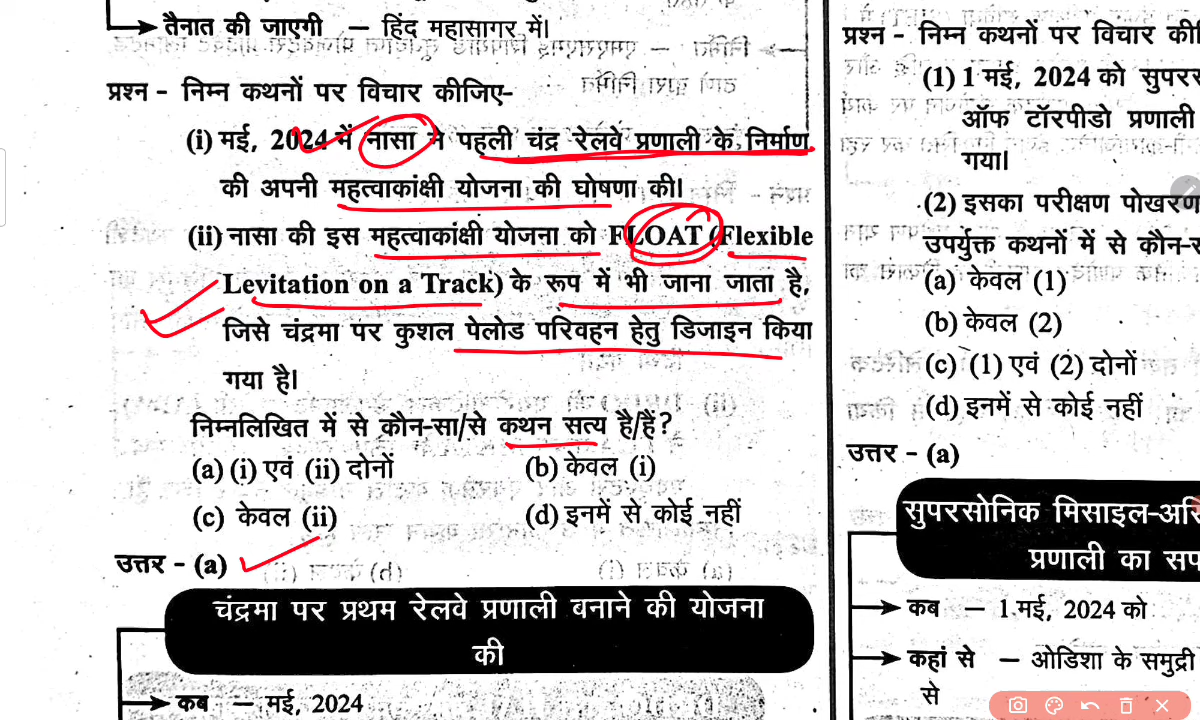 तैनात की जाएगी – हिंद महासागर में।
प्रश्न - निम्न कथनों पर विचार कीजिए-
(i) मई, 2024 में नासा ने पहली चंद्र रेलवे प्रणाली के निर्माण
की अपनी महत्वाकांक्षी योजना की घोषणा की।
(ii) नासा की इस महत्वाकांक्षी योजना को FLOAT (Flexible
Levitation on a Track) के रूप में भी जाना जाता है,
जिसे चंद्रमा पर कुशल पेलोड परिवहन हेतु डिजाइन किया
गया है।
निम्नलिखित में से कौन-सा/से कथन सत्य है/हैं?
(a) (i) एवं (ii) दोनों (b) केवल (i)
(c) केवल (ii) (d) इनमें से कोई नहीं
उत्तर - (a)
चंद्रमा पर प्रथम रेलवे प्रणाली बनाने की योजना
की
कब – मई, 2024
प्रश्न - निम्न कथनों पर विचार की
(1) 1 मई, 2024 को सुपर
ऑफ टॉरपीडो प्रणाली
गया।
(2) इसका परीक्षण पोखरण
उपर्युक्त कथनों में से कौन-
(a) केवल (1)
(b) केवल (2)
(c) (1) एवं (2) दोनों
(d) इनमें से कोई नहीं
उत्तर - (a)
सुपरसोनिक मिसाइल-
प्रणाली का
कब – 1 मई, 2024 को
कहां से – ओडिशा के समुद्री
से